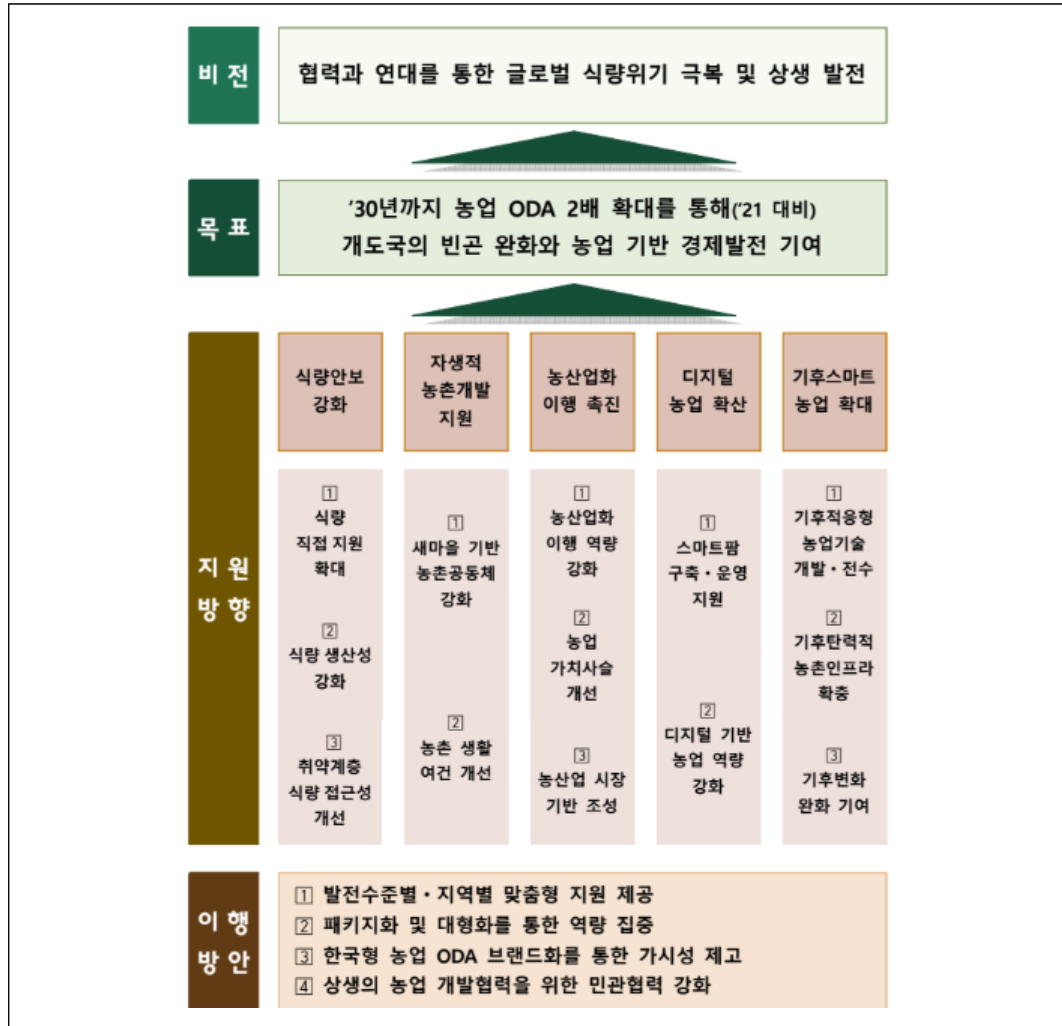 비 전
협력과 연대를 통한 글로벌 식량위기 극복 및 상생 발전
목 표
'30년까지 농업 ODA 2배 확대를 통해('21 대비)
개도국의 빈곤 완화와 농업 기반 경제발전 기여
지 원
방 향
식량안보
강화
자생적
농촌개발
지원
농산업화
이행 촉진
디지털
농업 확산
기후스마트
농업 확대
1
식량
직접 지원
확대
2
식량 생산성
강화
3
취약계층
식량 접근성
개선
1
새마을 기반
농촌공동체
강화
2
농촌 생활
여건 개선
1
농산업화
이행 역량
강화
2
농업
가치사슬
개선
3
농산업 시장
기반 조성
1
스마트팜
구축・운영
지원
2
디지털 기반
농업 역량
강화
1
기후적응형
농업기술
개발・전수
2
기후탄력적
농촌인프라
확충
3
기후변화
완화 기여
이 행
방 안
1 발전수준별・지역별 맞춤형 지원 제공
2 패키지화 및 대형화를 통한 역량 집중
3 한국형 농업 ODA 브랜드화를 통한 가시성 제고
4 상생의 농업 개발협력을 위한 민관협력 강화